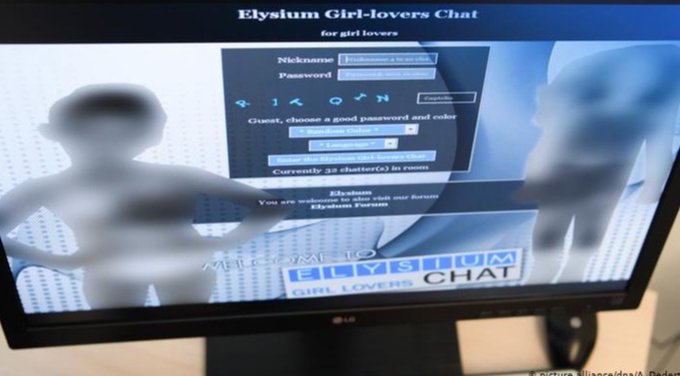 Elysium Girl-lovers Chat
for girl lovers
Nickname
Password
Guest, choose a good password and color
* Random Color *
* Language *
Enter the Elysium Girl-lovers Chat
Currently 32 chatter(s) in room
Elysium
You are welcome to also visit our forum
Elysium Forum
WELCOME TO
ELYSIUM
GIRL LOVERS CHAT
LG